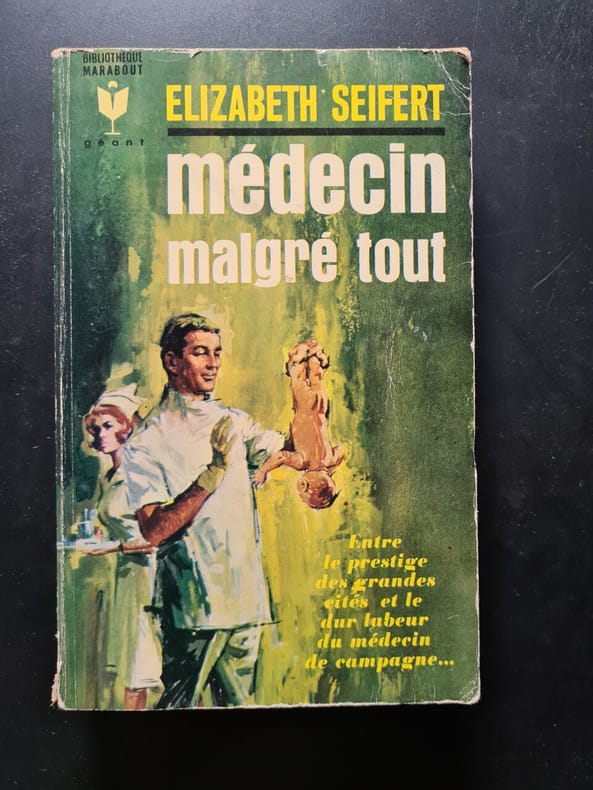 BIBLIOTHÈQUE
MARABOUT
géant
ELIZABETH SEIFERT
médecin
malgré tout
Entre
le prestige
des grandes
cités et le
dur labeur
du médecin
de campagne...